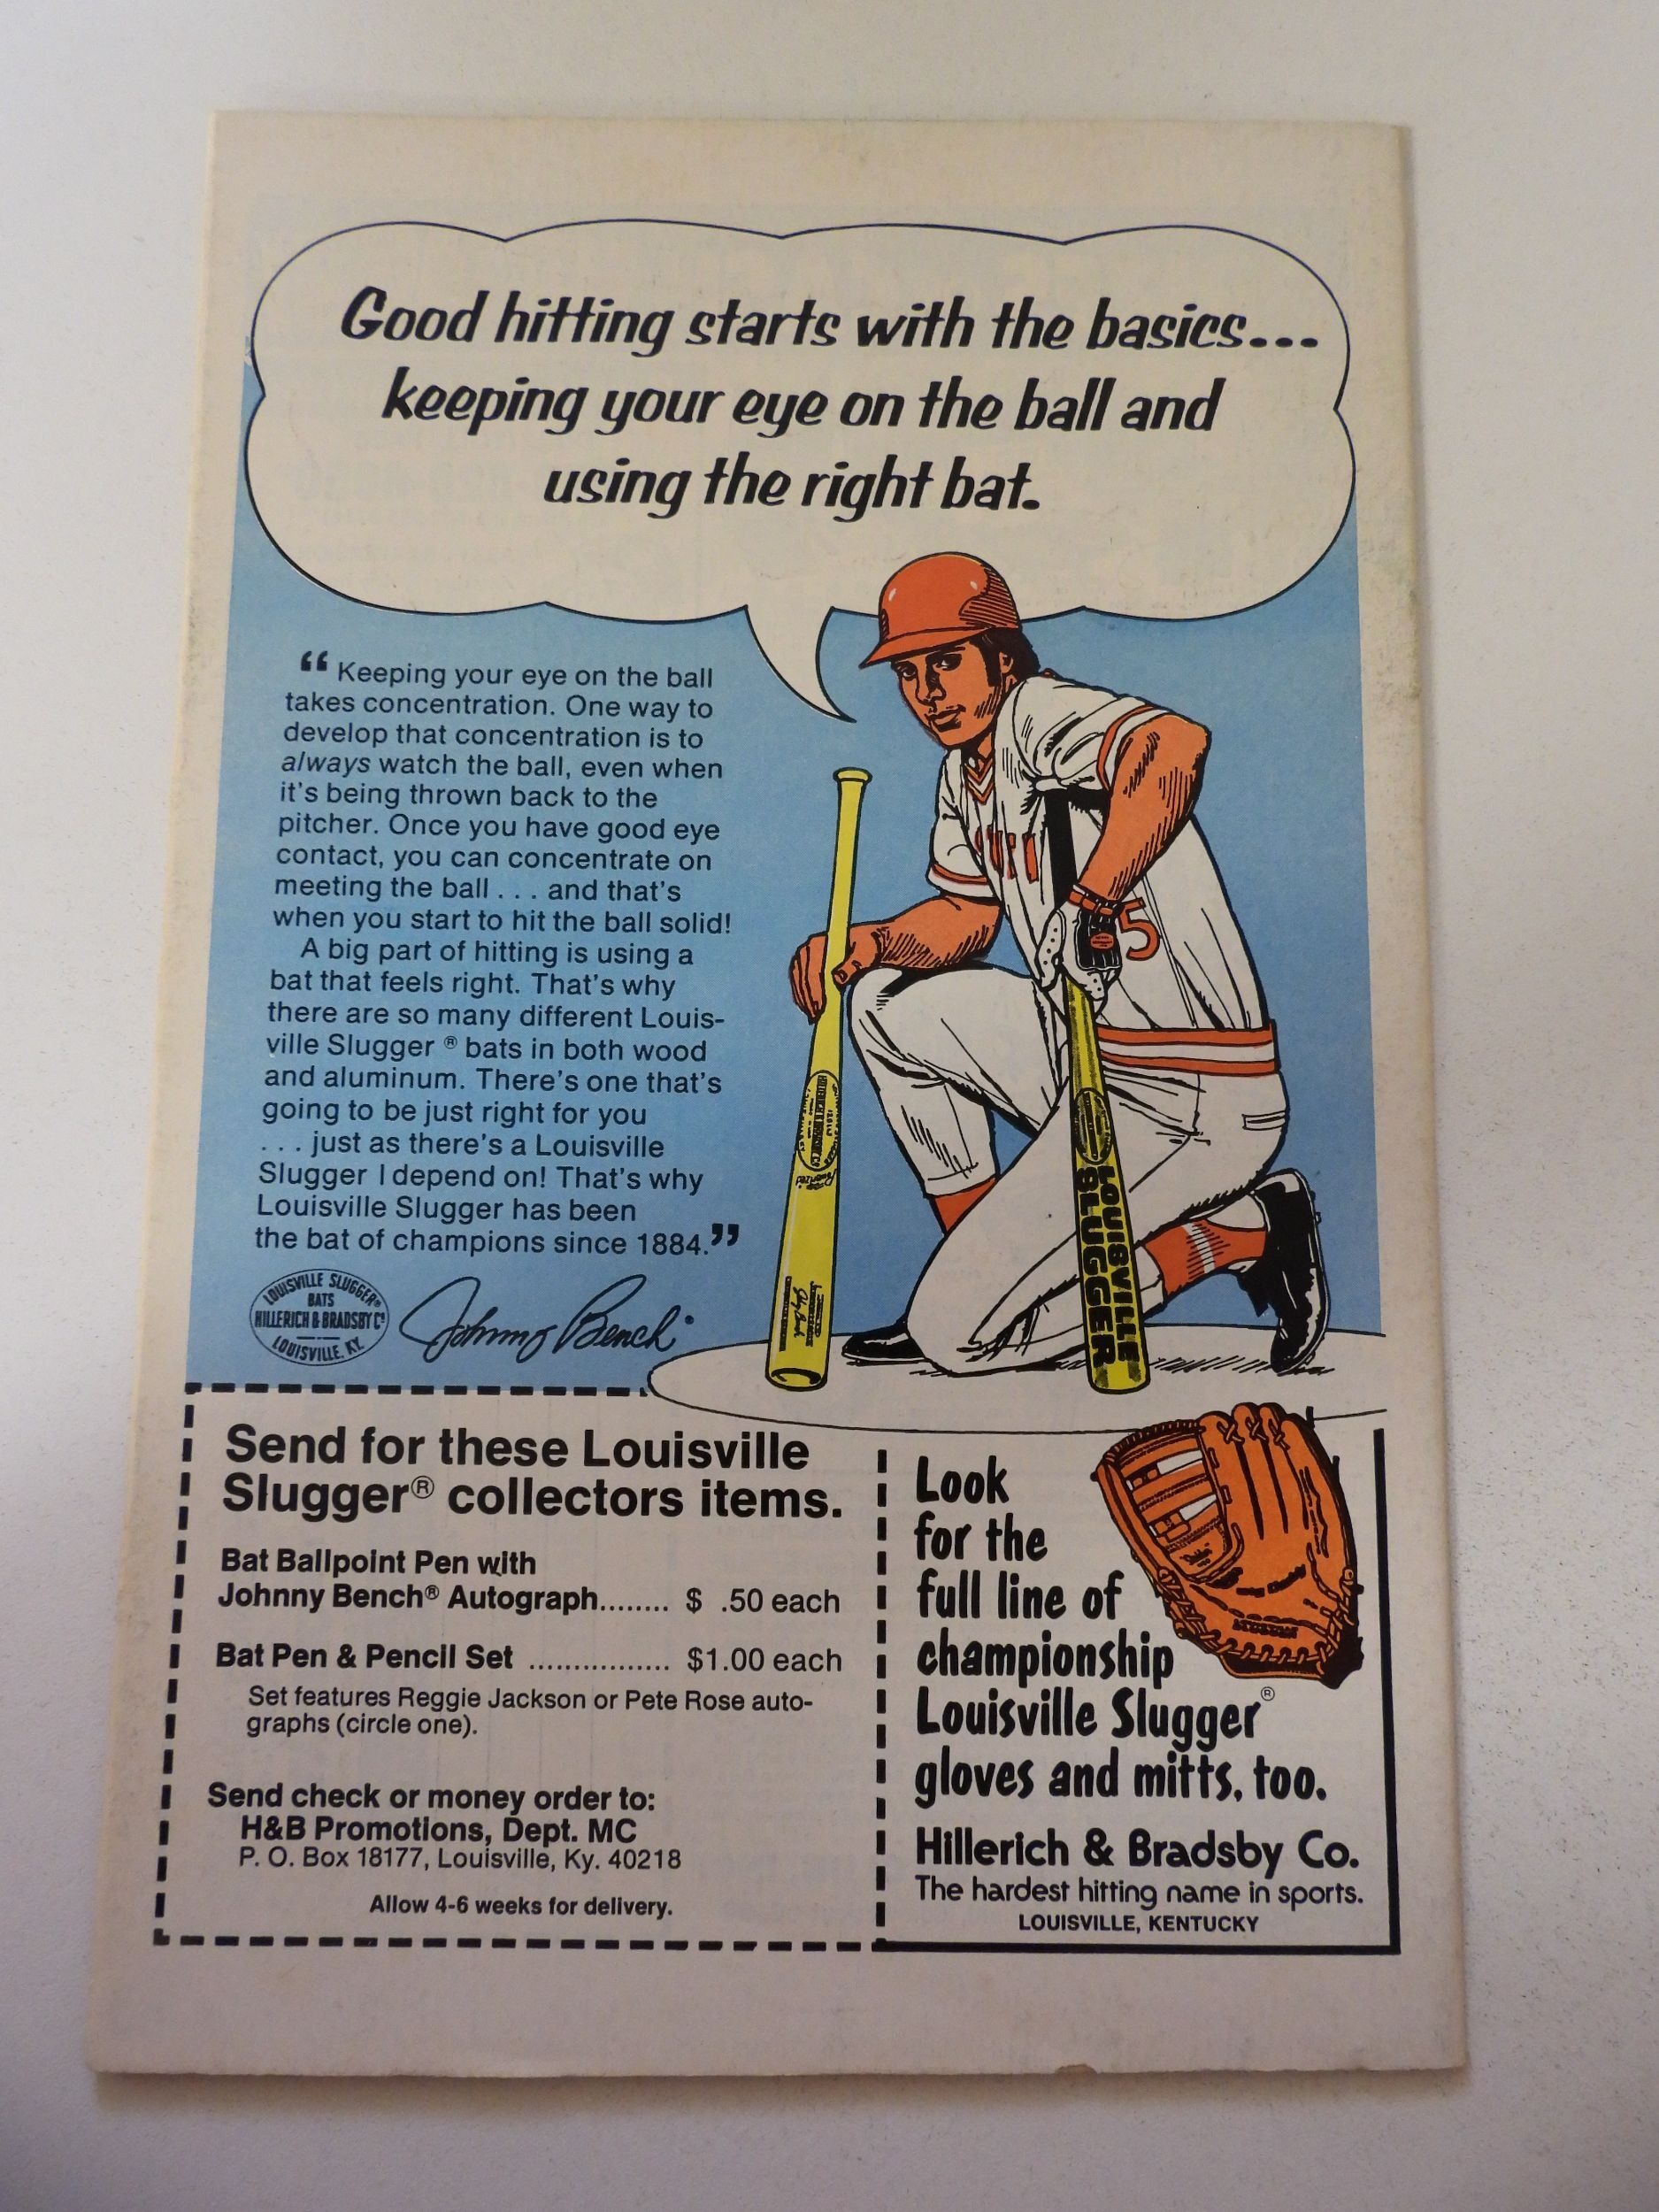 Good hitting starts with the basics...
keeping your eye on the ball and
using the right bat.
“ Keeping your eye on the ball
takes concentration. One way to
develop that concentration is to
always watch the ball, even when
it's being thrown back to the
pitcher. Once you have good eye
contact, you can concentrate on
meeting the ball . . . and that's
when you start to hit the ball solid!
A big part of hitting is using a
bat that feels right. That's why
there are so many different Louis-
ville Slugger ® bats in both wood
and aluminum. There's one that's
going to be just right for you
. . . just as there's a Louisville
Slugger I depend on! That's why
Louisville Slugger has been
the bat of champions since 1884.”
LOUISVILLE SLUGGER®
BATS
HILLERICH & BRADSBY Cº
LOUISVILLE, KY.
Johnny Bench
5
LOUISVILLE
SLUGGER
Send for these Louisville
Slugger® collectors items.
Bat Ballpoint Pen with
Johnny Bench® Autograph........ $ .50 each
Bat Pen & Pencil Set ................ $1.00 each
Set features Reggie Jackson or Pete Rose auto-
graphs (circle one).
Send check or money order to:
H&B Promotions, Dept. MC
P. O. Box 18177, Louisville, Ky. 40218
Allow 4-6 weeks for delivery.
Look
for the
full line of
championship
Louisville Slugger®
gloves and mitts, too.
Hillerich & Bradsby Co.
The hardest hitting name in sports.
LOUISVILLE, KENTUCKY